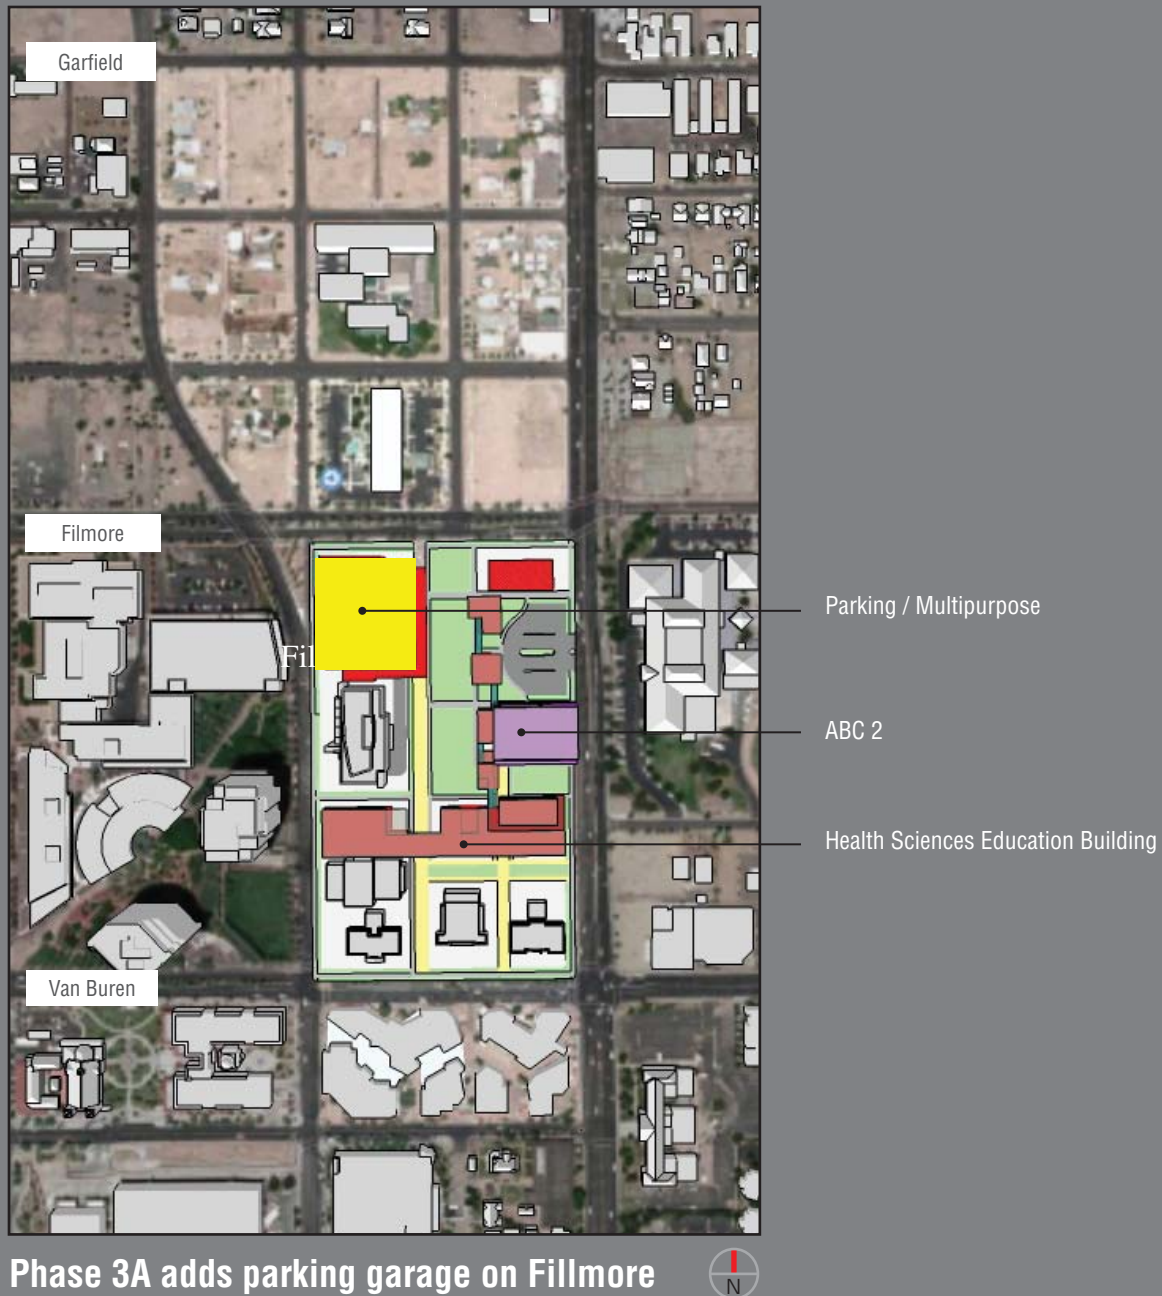 Garfield
Filmore
Parking / Multipurpose
Fil
ABC 2
Health Sciences Education Building
Van Buren
Phase 3A adds parking garage on Fillmore
N